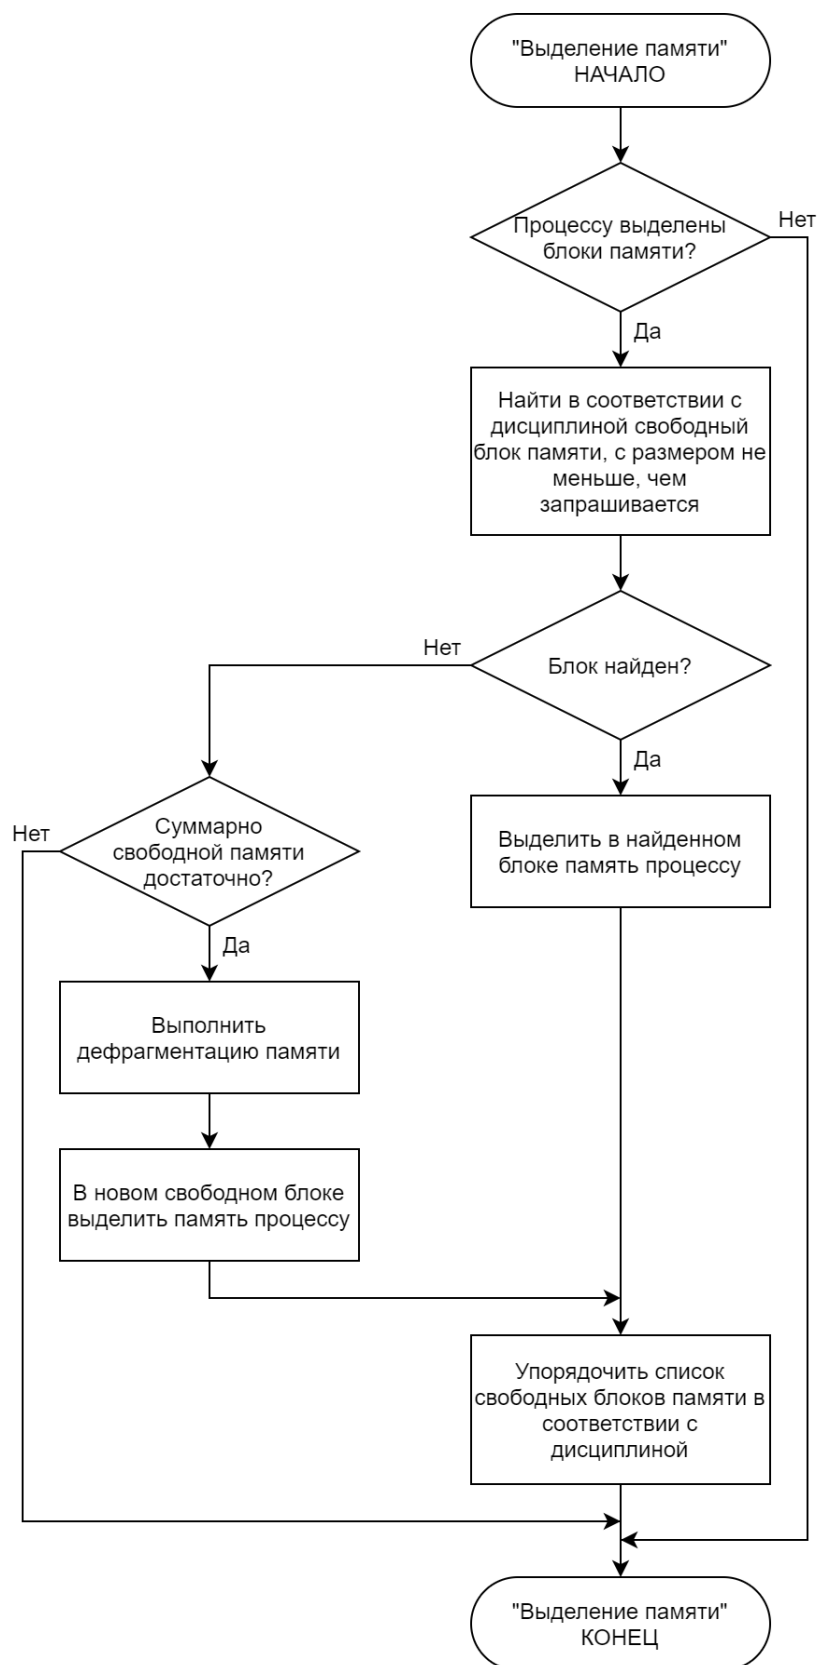 "Выделение памяти"
НАЧАЛО
Процессу выделены
блоки памяти?
Нет
Да
Найти в соответствии с
дисциплиной свободный
блок памяти, с размером не
меньше, чем
запрашивается
Блок найден?
Нет
Да
Выделить в найденном
блоке память процессу
Суммарно
свободной памяти
достаточно?
Нет
Да
Выполнить
дефрагментацию памяти
В новом свободном блоке
выделить память процессу
Упорядочить список
свободных блоков памяти в
соответствии с
дисциплиной
"Выделение памяти"
КОНЕЦ